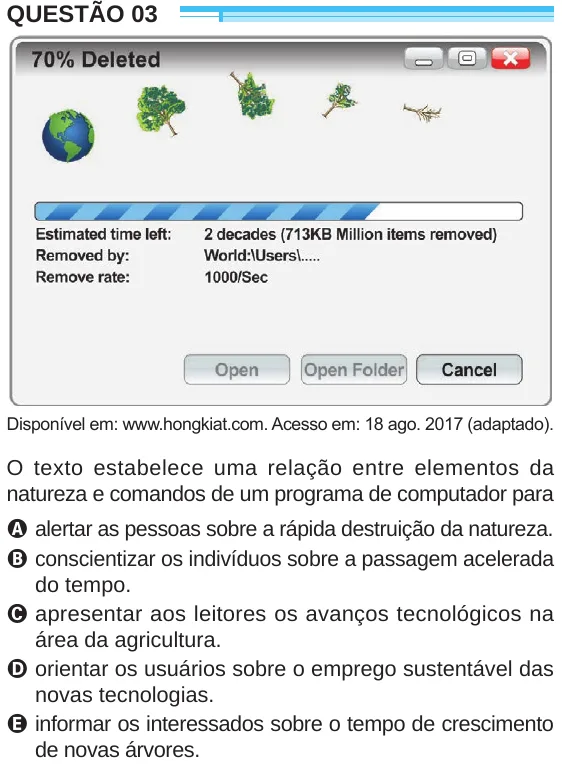 QUESTÃO 03
70% Deleted
Estimated time left: 2 decades (713KB Million items removed)
Removed by: World:\Users\.....
Remove rate: 1000/Sec
Open Open Folder Cancel
Disponível em: www.hongkiat.com. Acesso em: 18 ago. 2017 (adaptado).
O texto estabelece uma relação entre elementos da
natureza e comandos de um programa de computador para
A alertar as pessoas sobre a rápida destruição da natureza.
B conscientizar os indivíduos sobre a passagem acelerada
do tempo.
C apresentar aos leitores os avanços tecnológicos na
área da agricultura.
D orientar os usuários sobre o emprego sustentável das
novas tecnologias.
E informar os interessados sobre o tempo de crescimento
de novas árvores.